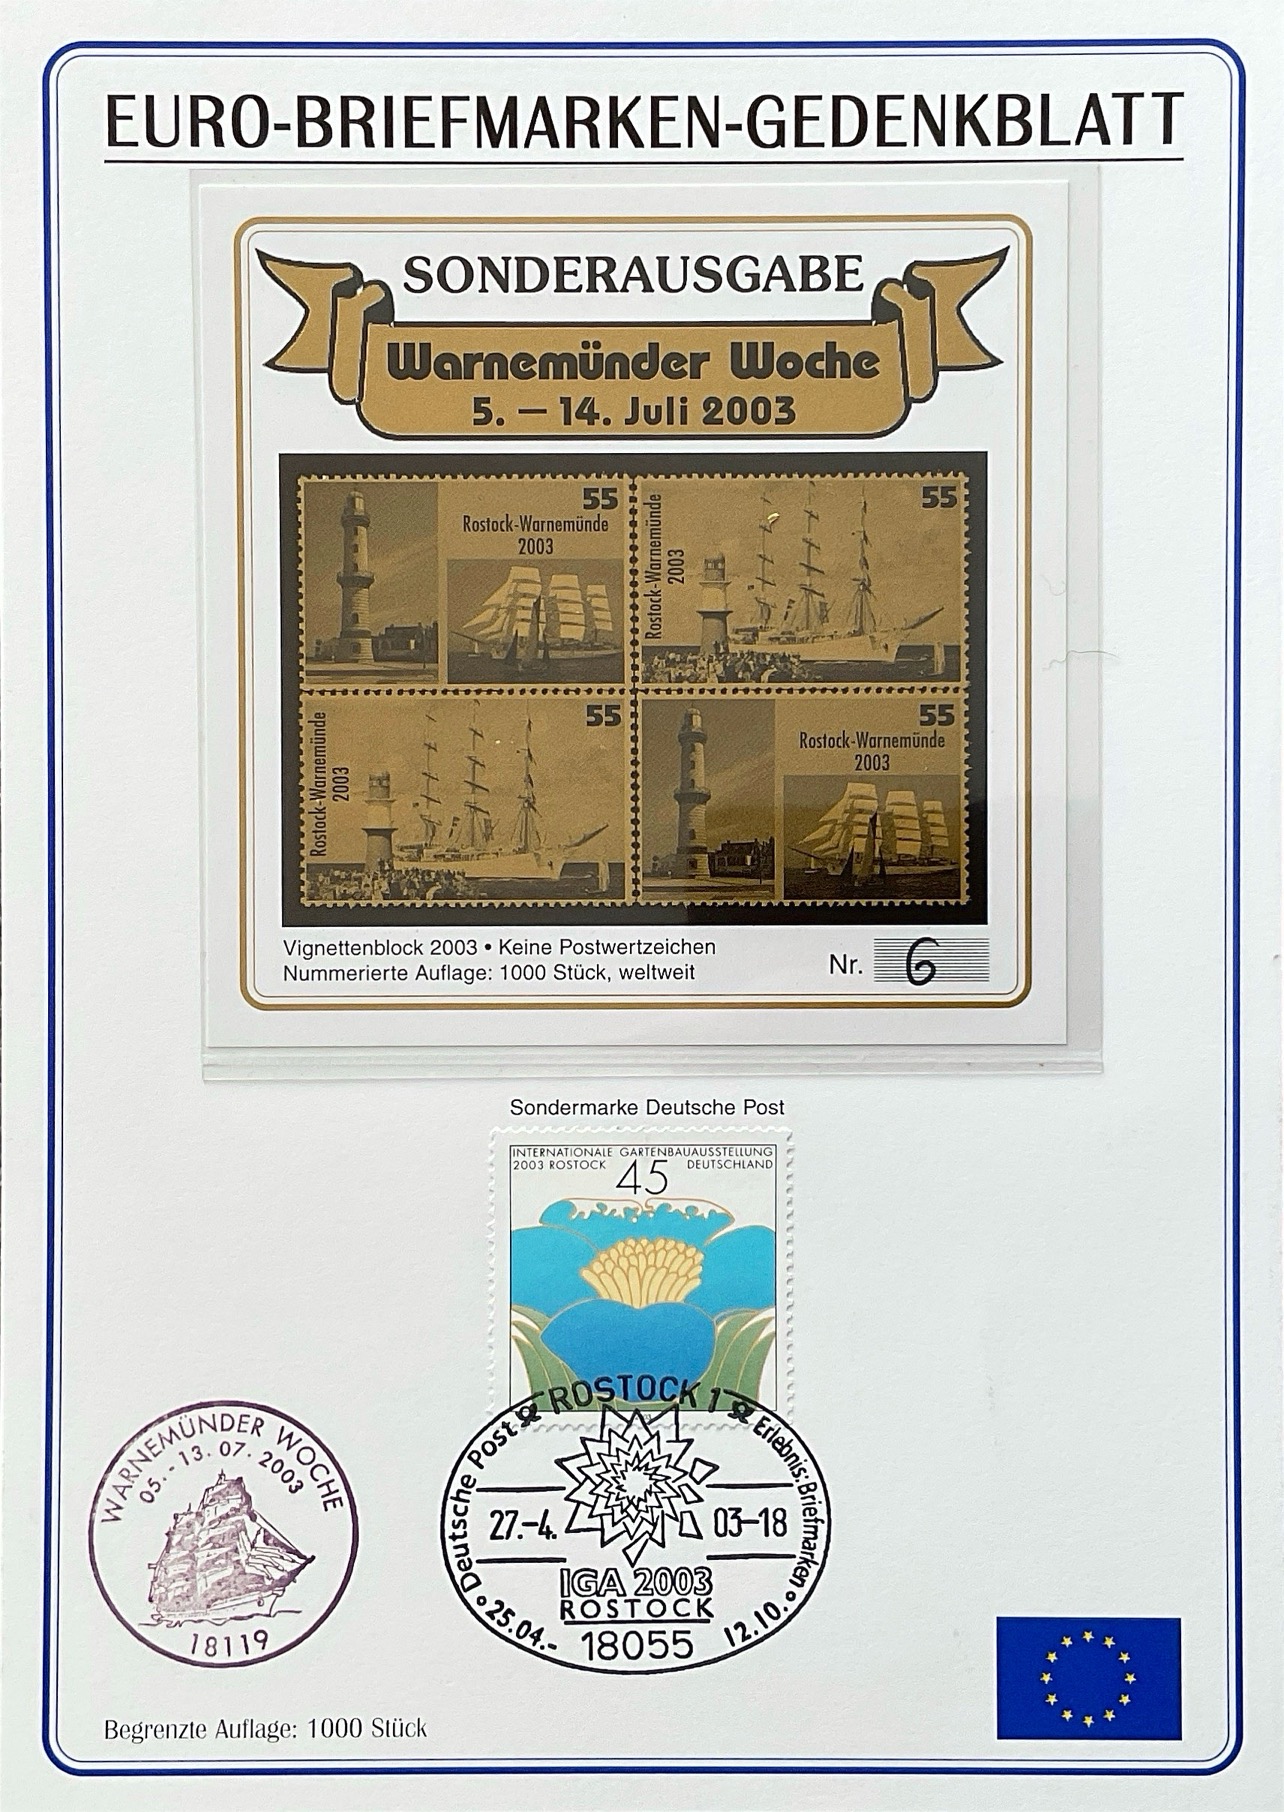 EURO-BRIEFMARKEN-GEDENKBLATT
SONDERAUSGABE
Warnemünder Woche
5. – 14. Juli 2003
55
Rostock-Warnemünde
2003
55
Rostock-Warnemünde
2003
55
Rostock-Warnemünde
2003
55
Rostock-Warnemünde
2003
Vignettenblock 2003 • Keine Postwertzeichen
Nummerierte Auflage: 1000 Stück, weltweit
Nr. 6
Sondermarke Deutsche Post
INTERNATIONALE GARTENBAUAUSSTELLUNG
2003 ROSTOCK DEUTSCHLAND
45
WARNEMÜNDER WOCHE
05.-13.07.2003
18119
ROSTOCK 1
Deutsche Post
Erlebnis:Briefmarken
27.-4. 03-18
IGA 2003
ROSTOCK
25.04.- 12.10.
18055
Begrenzte Auflage: 1000 Stück